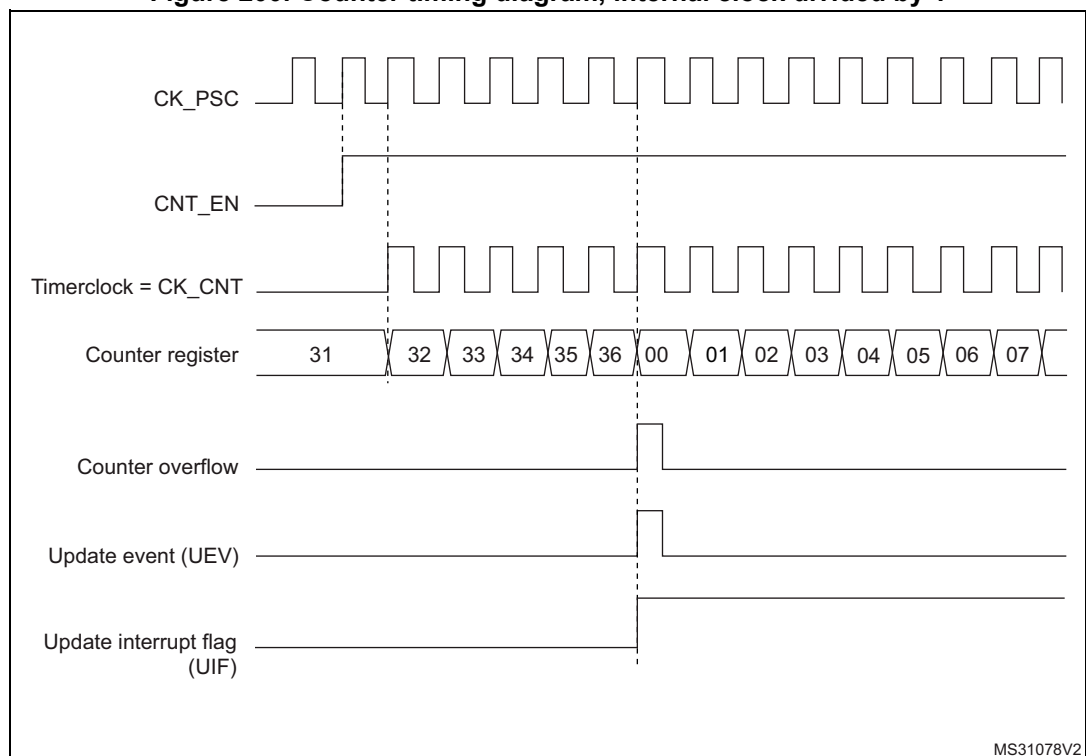 CK_PSC
CNT_EN
Timerclock = CK_CNT
Counter register 31 32 33 34 35 36 00 01 02 03 04 05 06 07
Counter overflow
Update event (UEV)
Update interrupt flag
(UIF)
MS31078V2